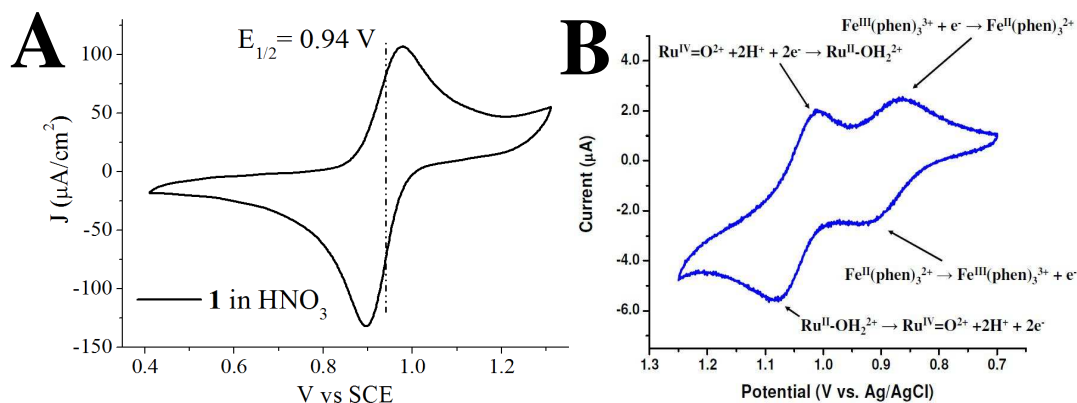 A
E1/2 = 0.94 V
100
50
0
-50
-100
-150
J (μA/cm2)
1 in HNO3
0.4
0.6
0.8
1.0
1.2
V vs SCE
B
FeIII(phen)33+ + e- → FeII(phen)32+
RuIV=O2+ +2H+ + 2e- → RuII-OH22+
4.0
2.0
0.0
-2.0
-4.0
-6.0
Current (μA)
FeII(phen)32+ → FeIII(phen)33+ + e-
RuII-OH22+ → RuIV=O2+ +2H+ + 2e-
1.3
1.2
1.1
1.0
0.9
0.8
0.7
Potential (V vs. Ag/AgCl)